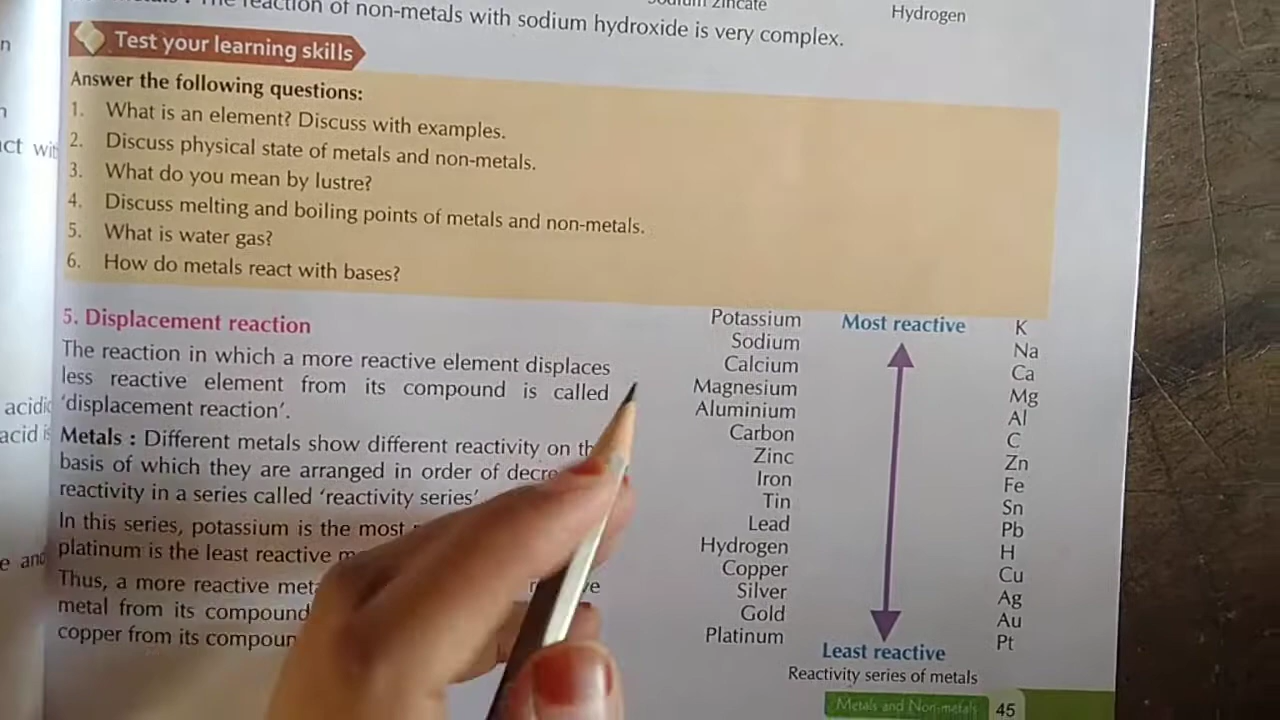 The reaction of non-metals with sodium hydroxide is very complex.
Hydrogen
Test your learning skills
Answer the following questions:
1. What is an element? Discuss with examples.
2. Discuss physical state of metals and non-metals.
3. What do you mean by lustre?
4. Discuss melting and boiling points of metals and non-metals.
5. What is water gas?
6. How do metals react with bases?
5. Displacement reaction
The reaction in which a more reactive element displaces
less reactive element from its compound is called
'displacement reaction'.
Metals : Different metals show different reactivity on
basis of which they are arranged in order of
reactivity in a series called 'reactivity series'
In this series, potassium is the most
platinum is the least reactive
Thus, a more reactive
metal from its compound
copper from its
Potassium
Sodium
Calcium
Magnesium
Aluminium
Carbon
Zinc
Iron
Tin
Lead
Hydrogen
Copper
Silver
Gold
Platinum
Most reactive
Least reactive
K
Na
Ca
Mg
Al
C
Zn
Fe
Sn
Pb
H
Cu
Ag
Au
Pt
Reactivity series of metals
Metals and Non-metals 45
acidic
acid is